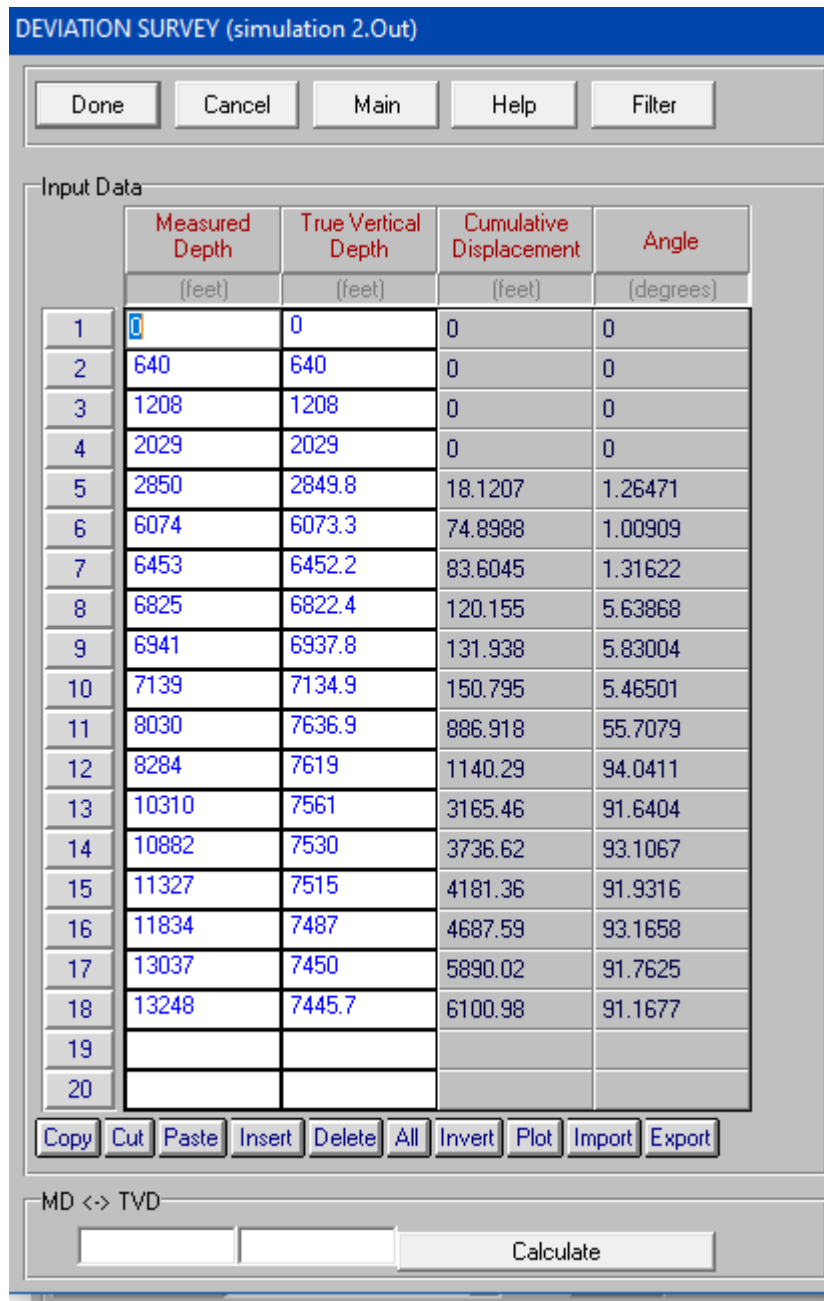 DEVIATION SURVEY (simulation 2.Out)
Done Cancel Main Help Filter
Input Data
Measured Depth True Vertical Depth Cumulative Displacement Angle
(feet) (feet) (feet) (degrees)
1 0 0 0 0
2 640 640 0 0
3 1208 1208 0 0
4 2029 2029 0 0
5 2850 2849.8 18.1207 1.26471
6 6074 6073.3 74.8988 1.00909
7 6453 6452.2 83.6045 1.31622
8 6825 6822.4 120.155 5.63868
9 6941 6937.8 131.938 5.83004
10 7139 7134.9 150.795 5.46501
11 8030 7636.9 886.918 55.7079
12 8284 7619 1140.29 94.0411
13 10310 7561 3165.46 91.6404
14 10882 7530 3736.62 93.1067
15 11327 7515 4181.36 91.9316
16 11834 7487 4687.59 93.1658
17 13037 7450 5890.02 91.7625
18 13248 7445.7 6100.98 91.1677
19
20
Copy Cut Paste Insert Delete All Invert Plot Import Export
MD <-> TVD
Calculate